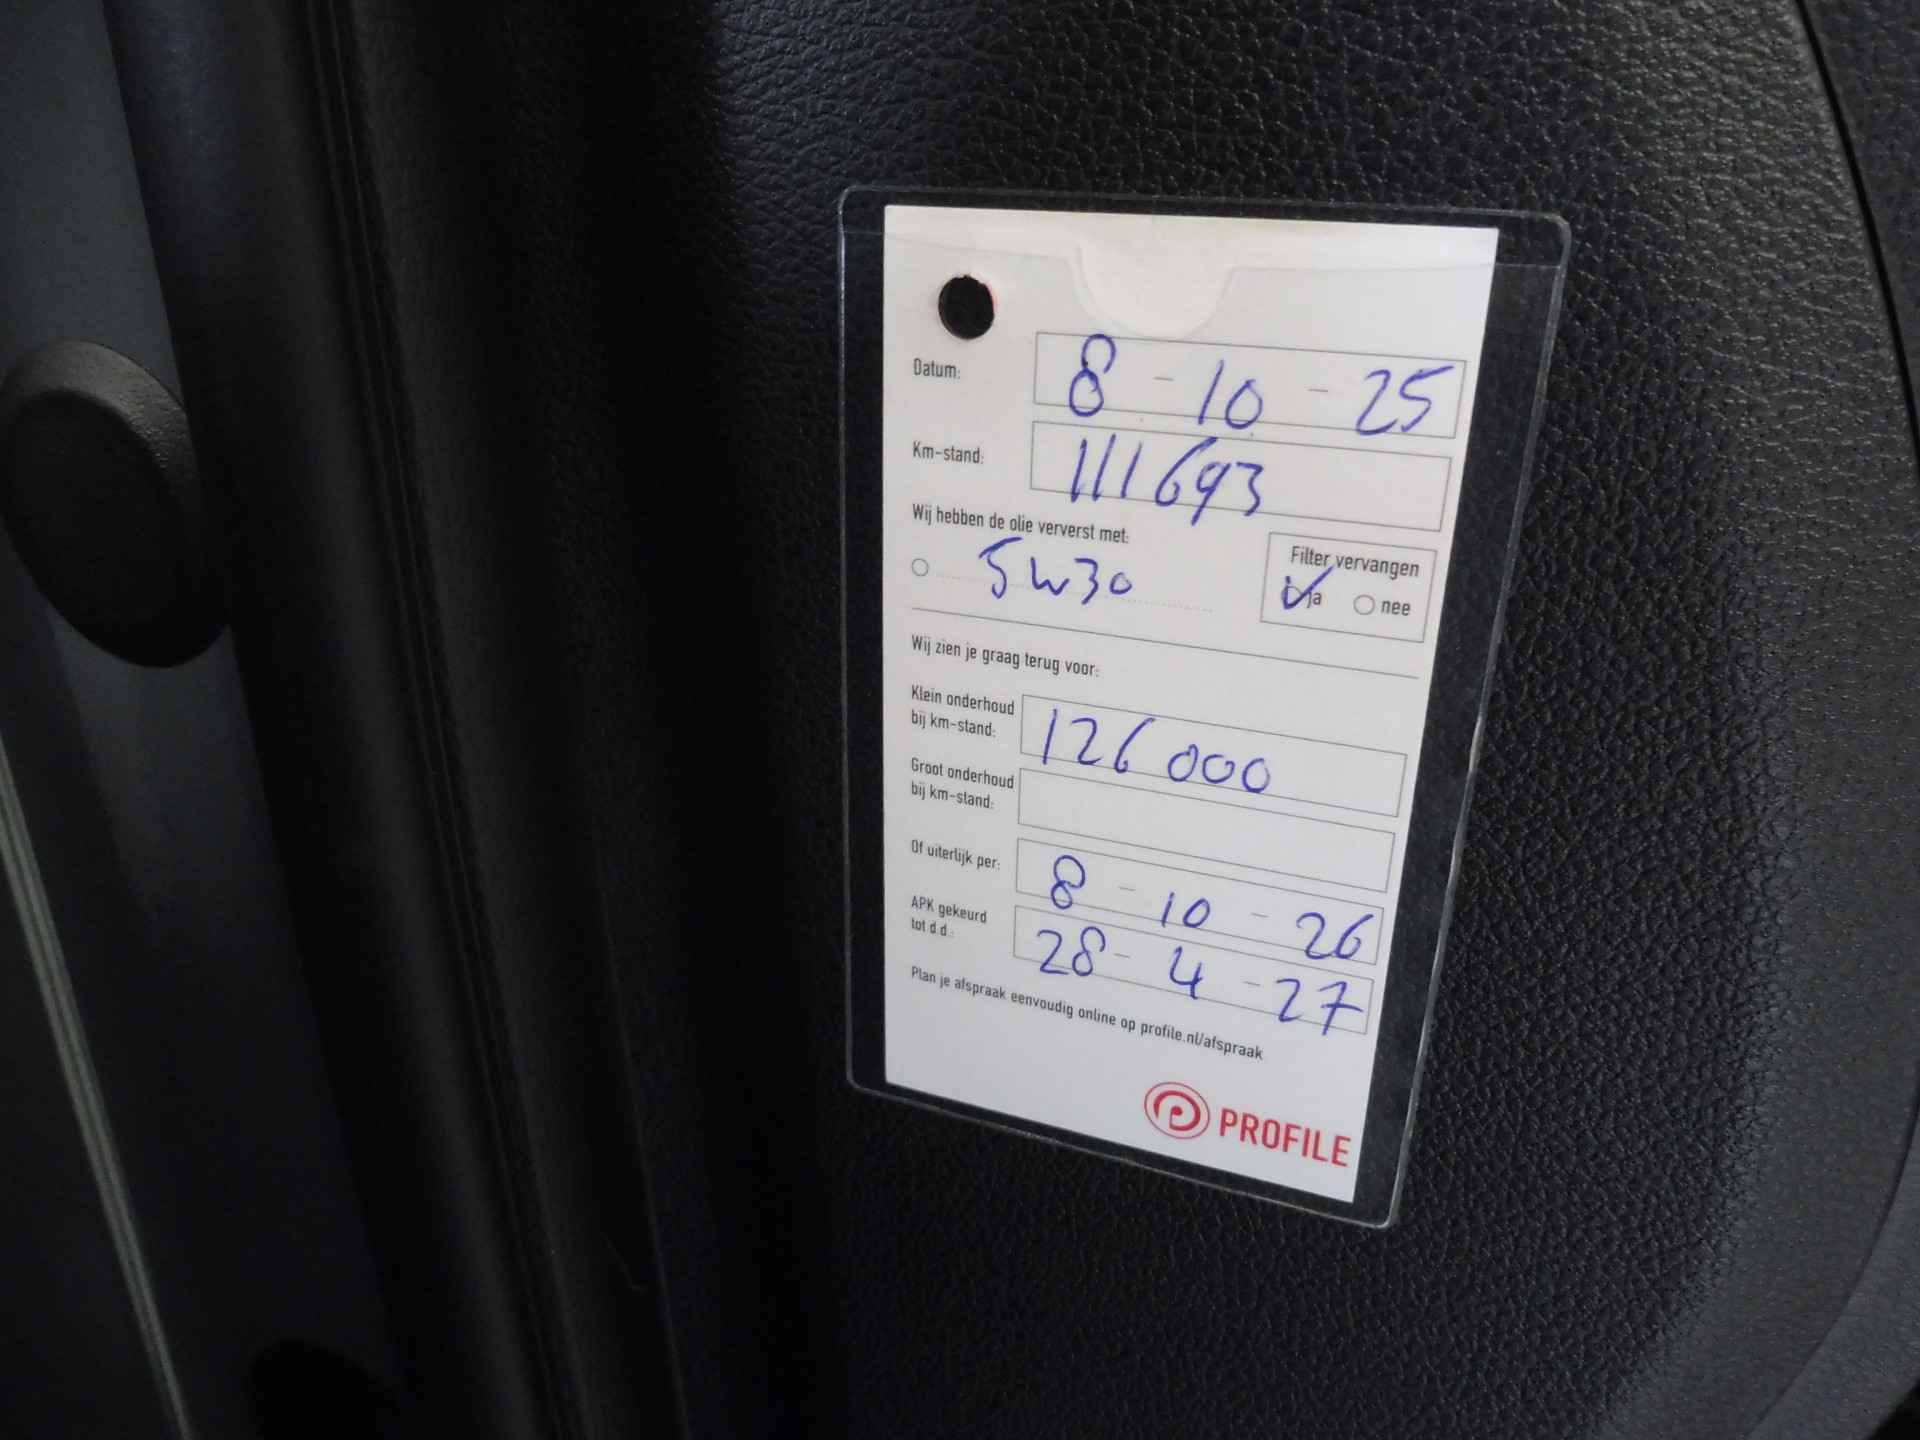 Datum: 8 - 10 - 25
Km-stand: 111693
Wij hebben de olie ververst met:
5W30
Filter vervangen
ja nee
Wij zien je graag terug voor:
Klein onderhoud
bij km-stand: 126 000
Groot onderhoud
bij km-stand:
Of uiterlijk per: 8 - 10 - 26
APK gekeurd
tot d.d.: 28 - 4 - 27
Plan je afspraak eenvoudig online op profile.nl/afspraak
PROFILE